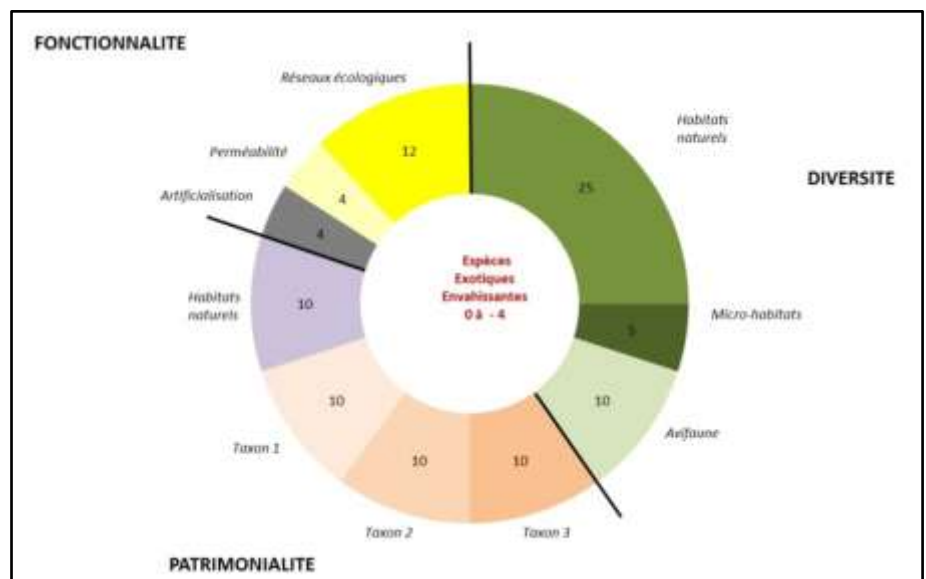 FONCTIONNALITE
Réseaux écologiques
Habitats
naturels
12
Perméabilité
25
4
DIVERSITE
Artificialisation
4
Espèces
Exotiques
Envahissantes
0 à - 4
Habitats
naturels
10
Micro-habitats
5
10
10
Avifaune
Taxon 1
10
10
Taxon 2
Taxon 3
PATRIMONIALITE